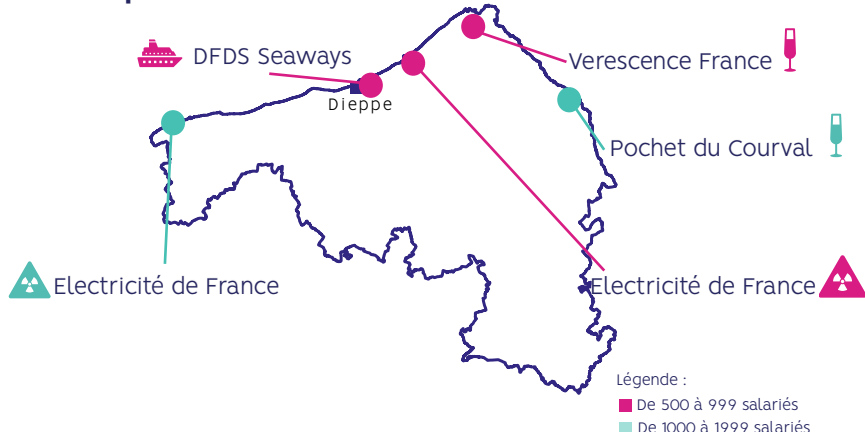 DFDS Seaways
Verescence France
Dieppe
Pochet du Courval
Electricité de France
Electricité de France
Légende :
De 500 à 999 salariés
De 1000 à 1999 salariés